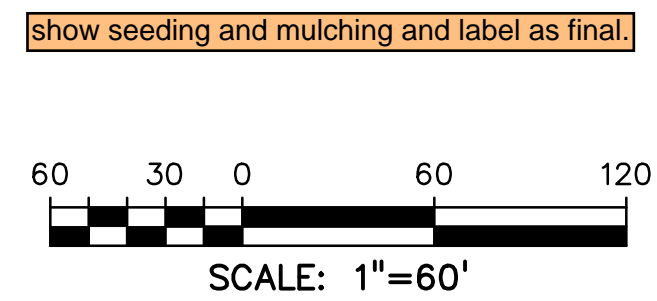 show seeding and mulching and label as final.
60 30 0 60 120
SCALE: 1"=60'